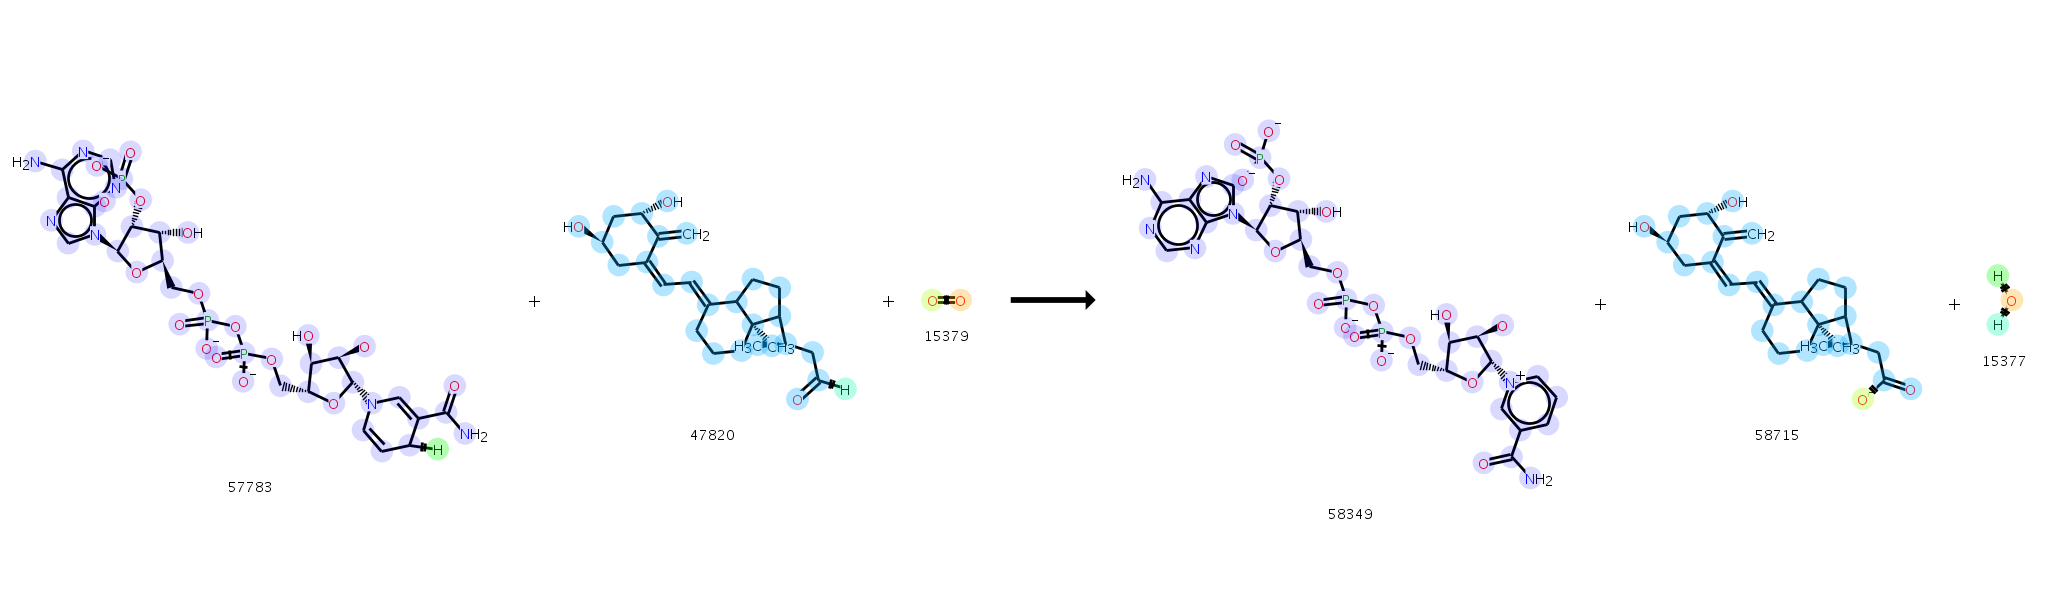 H₂N N N N N O⁻ P O O O O OH O O O P O O⁻ O P O O⁻ O HO O O N O NH₂ H
57783
+
HO OH CH₂ H₃C CH₃ O H
47820
+
O O
15379
H₂N N N N N O⁻ P O O⁻ O OH O O O P O⁻ O O P O⁻ O HO O O N⁺ O NH₂
58349
+
HO OH CH₂ H₃C CH₃ O⁻ O
58715
+
H O H
15377